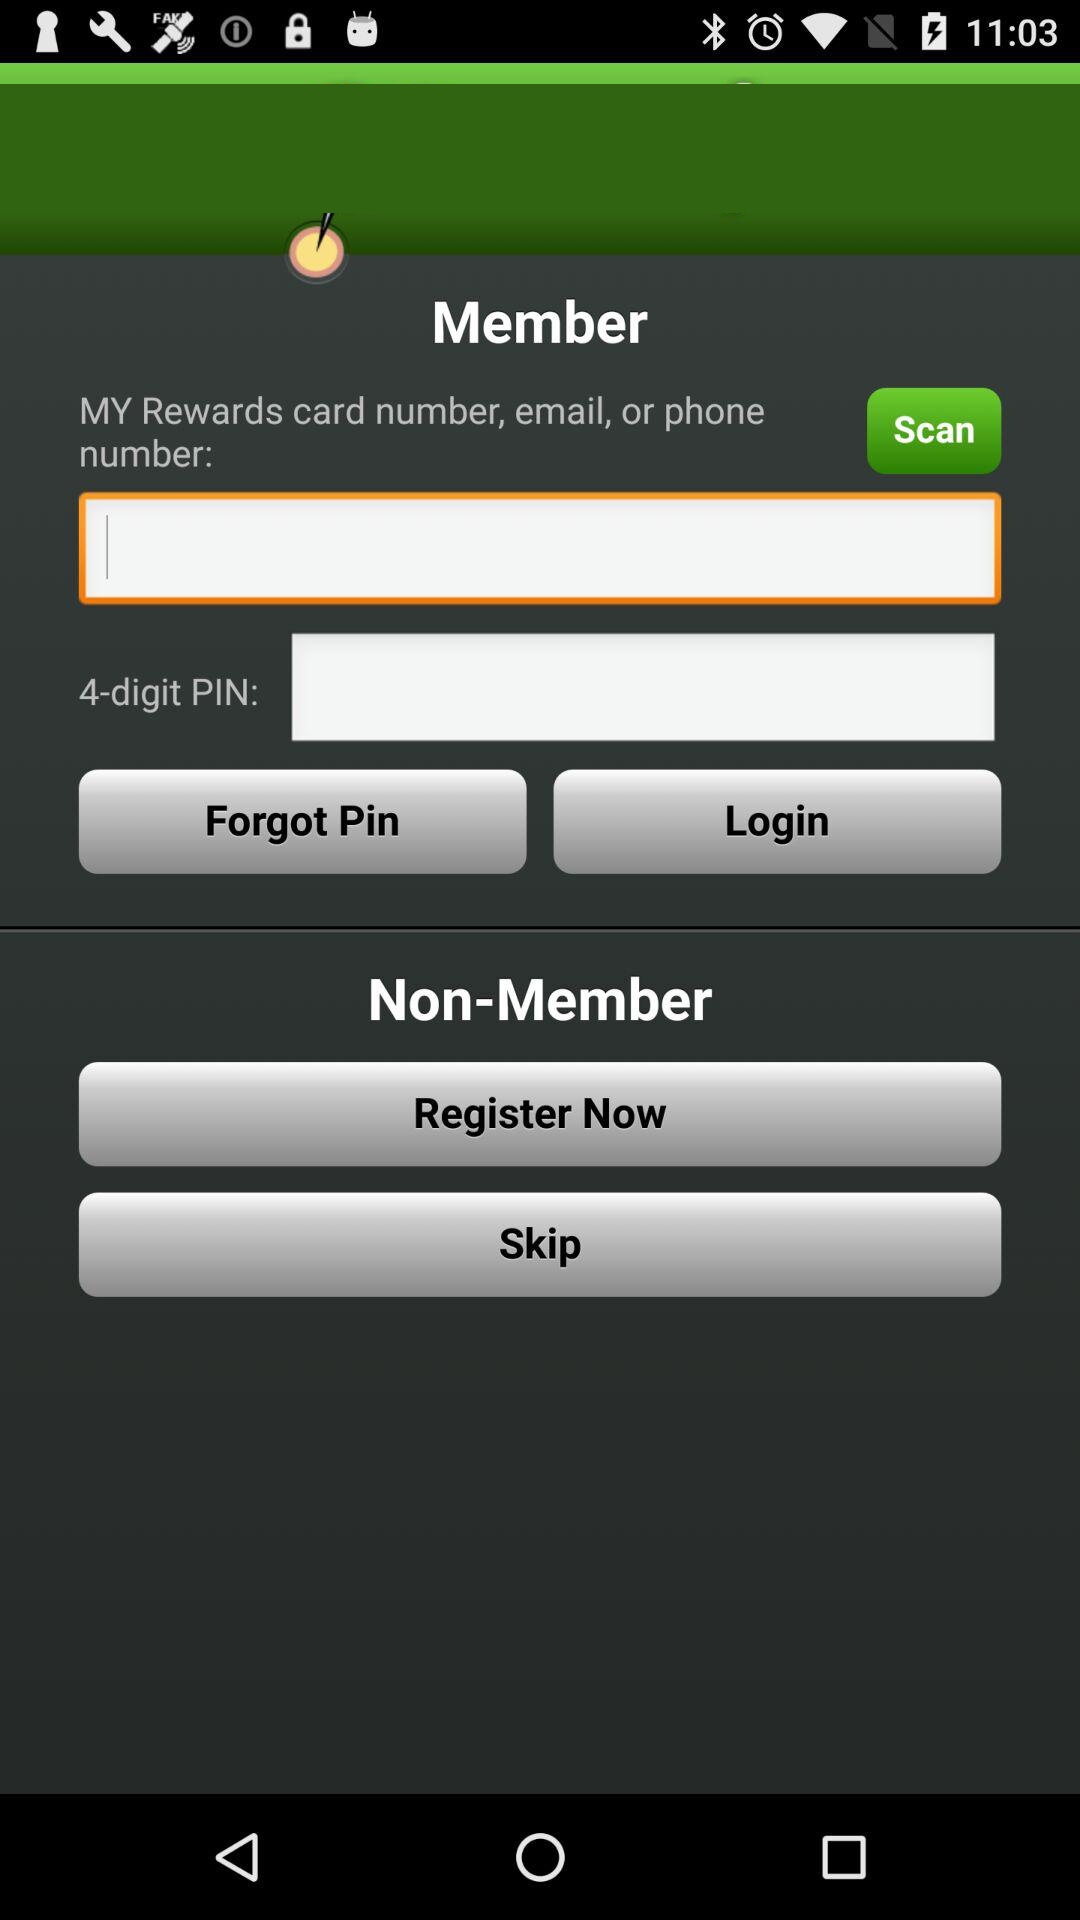 FAKE
11:03
Member
MY Rewards card number, email, or phone
number:
Scan
4-digit PIN:
Forgot Pin
Login
Non-Member
Register Now
Skip